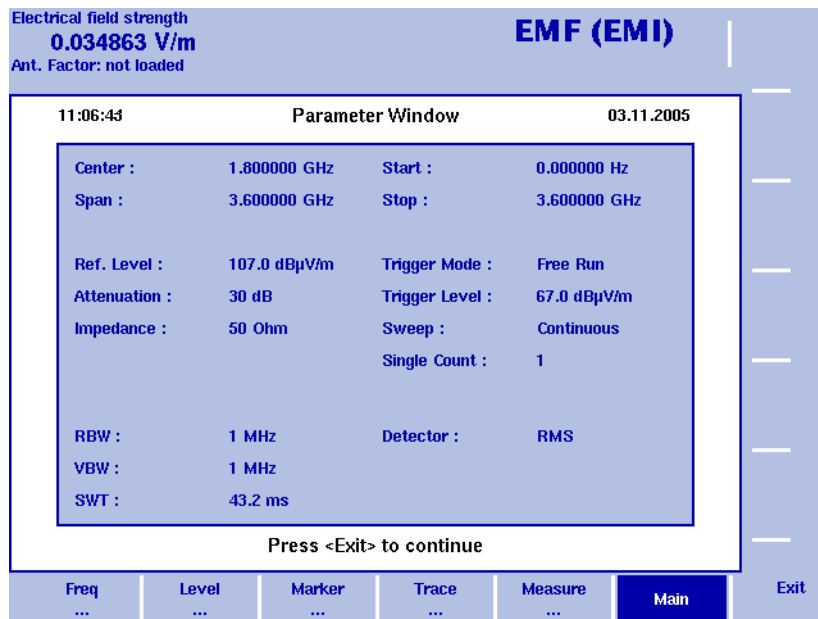 Electrical field strength
0.034863 V/m
Ant. Factor: not loaded
EMF (EMI)
11:06:43 Parameter Window 03.11.2005
Center : 1.800000 GHz Start : 0.000000 Hz
Span : 3.600000 GHz Stop : 3.600000 GHz
Ref. Level : 107.0 dBµV/m Trigger Mode : Free Run
Attenuation : 30 dB Trigger Level : 67.0 dBµV/m
Impedance : 50 Ohm Sweep : Continuous
Single Count : 1
RBW : 1 MHz Detector : RMS
VBW : 1 MHz
SWT : 43.2 ms
Press <Exit> to continue
Freq Level Marker Trace Measure Main Exit
... ... ... ... ...